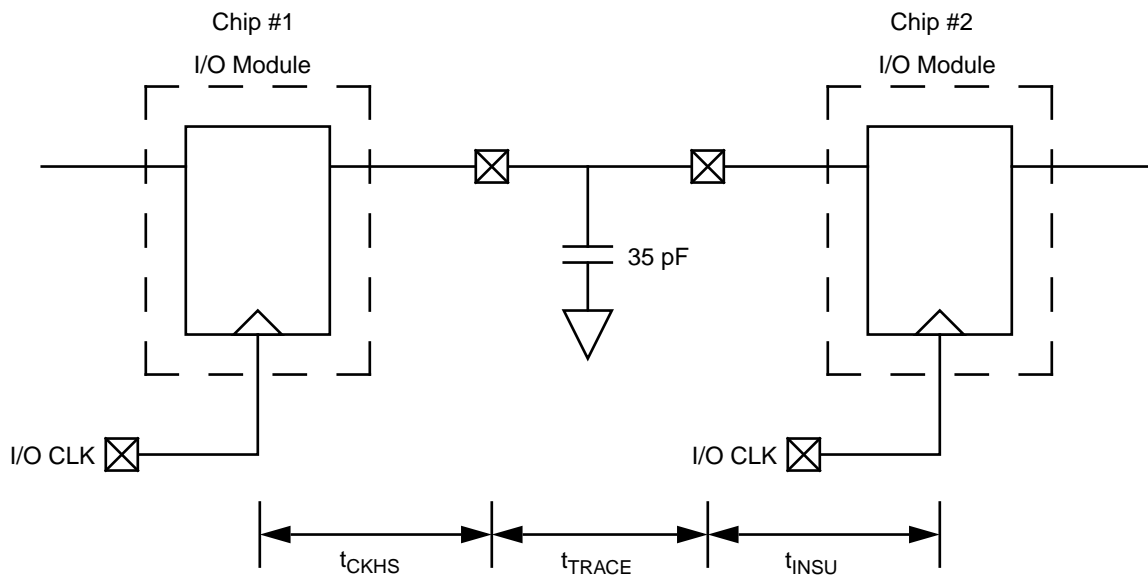 Chip #1
I/O Module
Chip #2
I/O Module
35 pF
I/O CLK
I/O CLK
tCKHS
tTRACE
tINSU